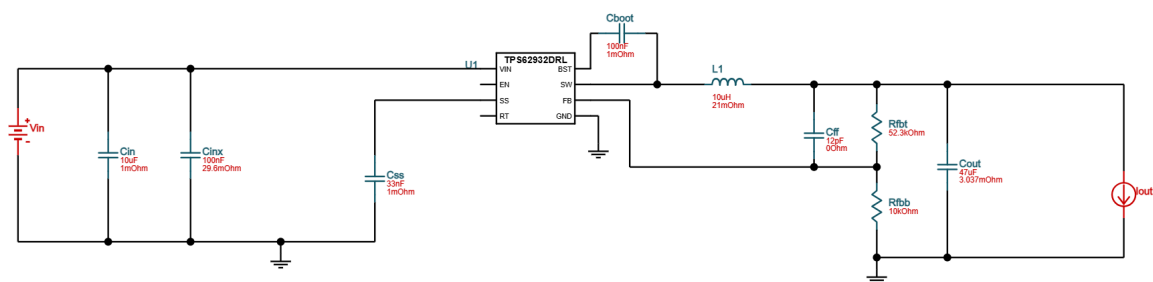 Cboot
100nF
1mOhm
TPS62932DRL
U1
VIN
BST
EN
SW
SS
FB
RT
GND
L1
10uH
21mOhm
+
Vin
-
Cin
10uF
1mOhm
Cinx
100nF
29.6mOhm
Css
33nF
1mOhm
Cff
12pF
0Ohm
Rfbt
52.3kOhm
Cout
47uF
3.037mOhm
Rfbb
10kOhm
Iout